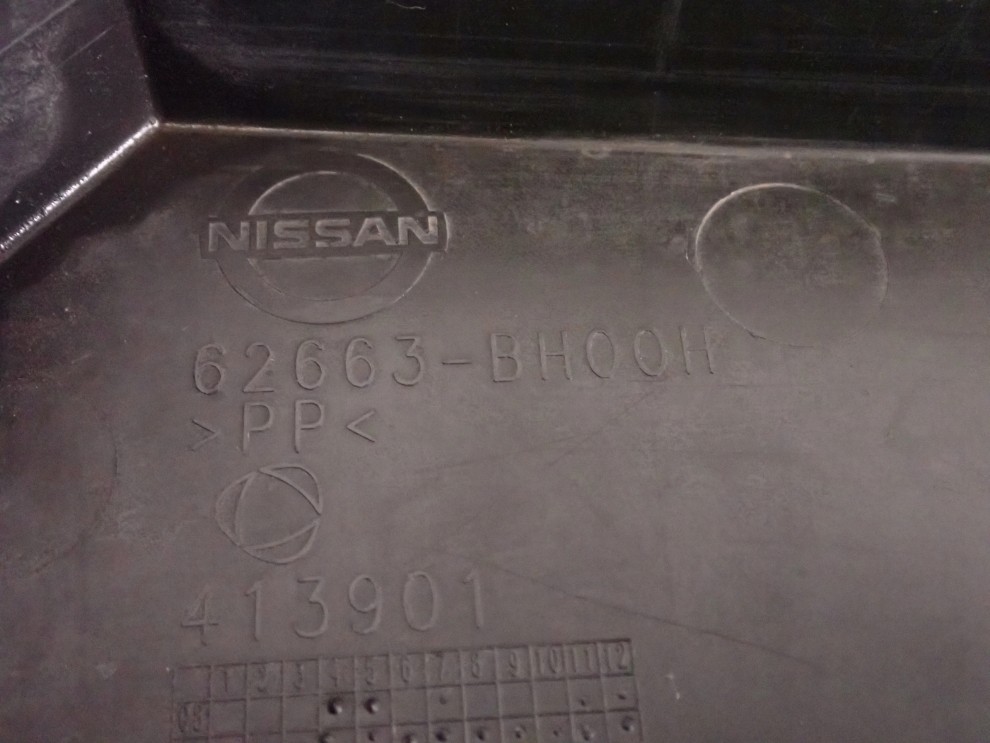 NISSAN
62663-BH00H
>PP<
413901
1 2 3 4 5 6 7 8 9 10 11 12